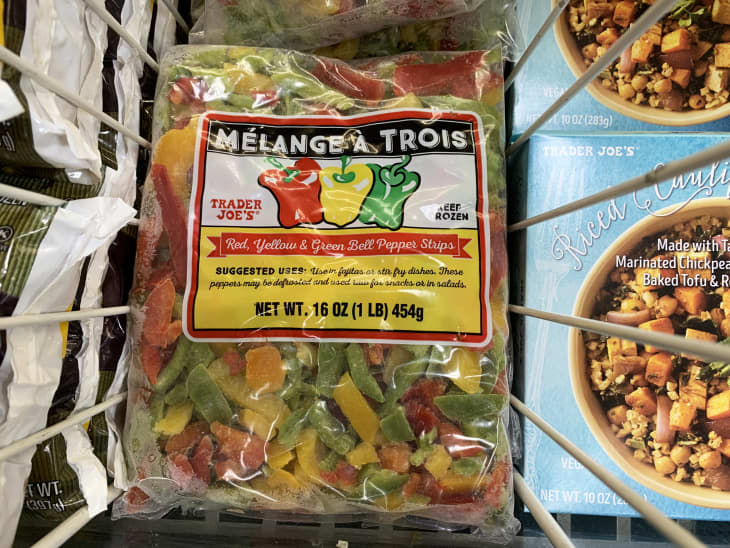 MÉLANGE À TROIS
TRADER
JOE'S
KEEP
FROZEN
Red, Yellow & Green Bell Pepper Strips
SUGGESTED USES: Use in fajitas or stir fry dishes. These
peppers may be defrosted and used raw for snacks or in salads.
NET WT. 16 OZ (1 LB) 454g
VEGAN
NET WT. 10 OZ (283g)
TRADER JOE'S
Riced
Made with
Marinated
Baked Tofu &
NET WT. 10 OZ
T WT.